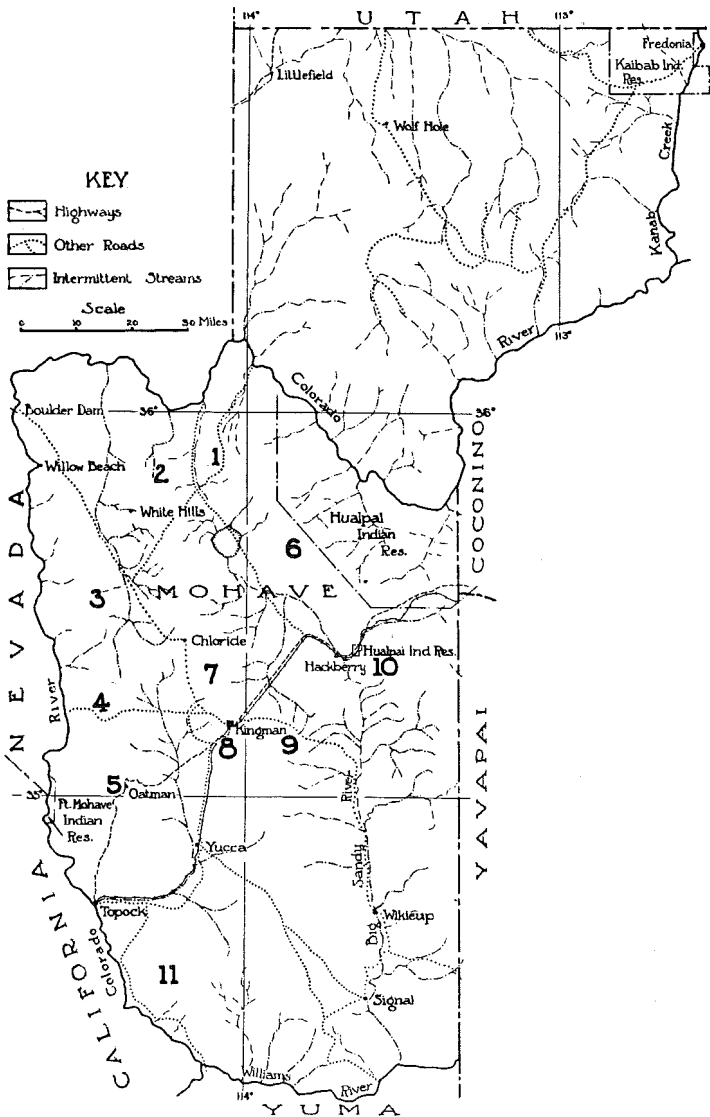 114°
U T A H
113°
Fredonia
Kaibab Ind.
Res.
Littlefield
Wolf Hole
Creek
Kanab
KEY
Highways
Other Roads
Intermittent Streams
Scale
0 10 20 30 Miles
River
113°
Colorado
Boulder Dam
36°
36°
1
Willow Beach
2
White Hills
Hualpai
Indian
Res.
COCONINO
6
NEVADA
MOHAVE
3
Chloride
Hualpai Ind. Res.
Hackberry
10
7
River
4
Kingman
8
9
5
Oatman
35°
Ft. Mohave
Indian
Res.
River
YAVAPAI
Yucca
Sandy
Topock
Wikieup
Big
Colorado
CALIFORNIA
11
Signal
Williams
River
114°
YUMA